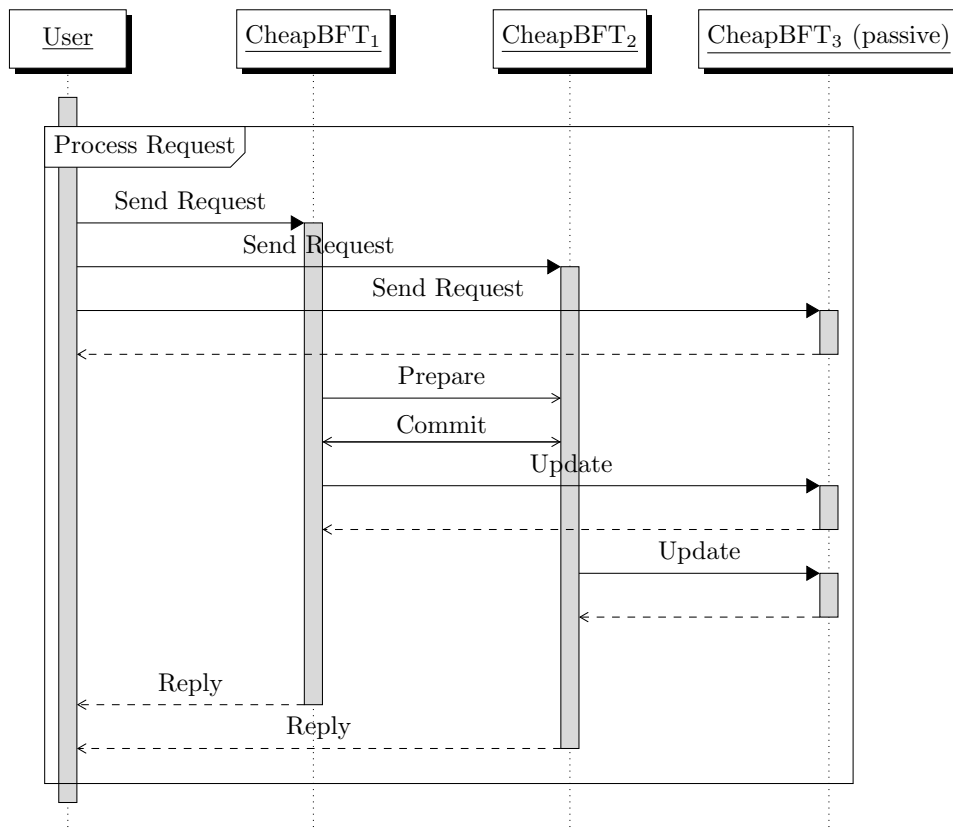 User
CheapBFT₁
CheapBFT₂
CheapBFT₃ (passive)
Process Request
Send Request
Send Request
Send Request
Prepare
Commit
Update
Update
Reply
Reply